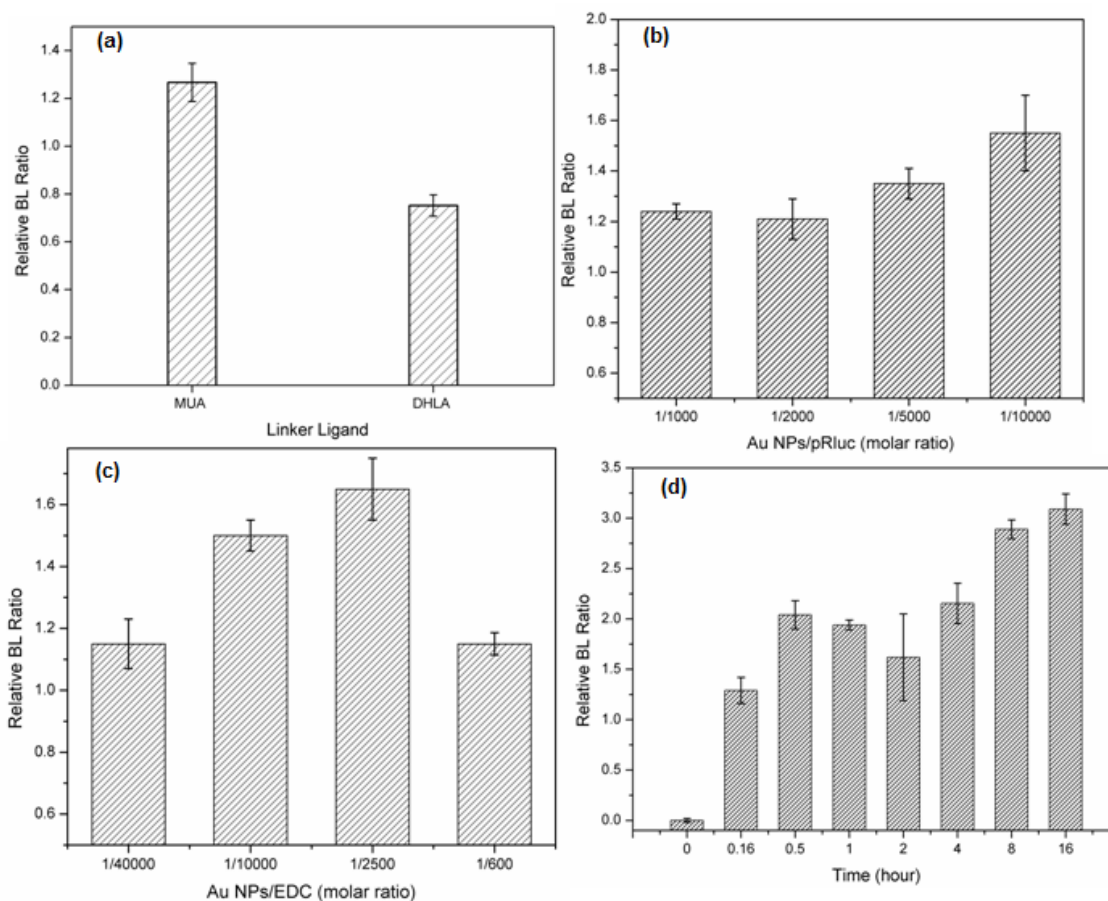 (a)
1.4
1.2
1.0
0.8
0.6
0.4
0.2
0.0
Relative BL Ratio
MUA DHLA
Linker Ligand
(b)
2.0
1.8
1.6
1.4
1.2
1.0
0.8
0.6
Relative BL Ratio
1/1000 1/2000 1/5000 1/10000
Au NPs/pRluc (molar ratio)
(c)
1.6
1.4
1.2
1.0
0.8
0.6
Relative BL Ratio
1/40000 1/10000 1/2500 1/600
Au NPs/EDC (molar ratio)
(d)
3.5
3.0
2.5
2.0
1.5
1.0
0.5
0.0
Relative BL Ratio
0 0.16 0.5 1 2 4 8 16
Time (hour)